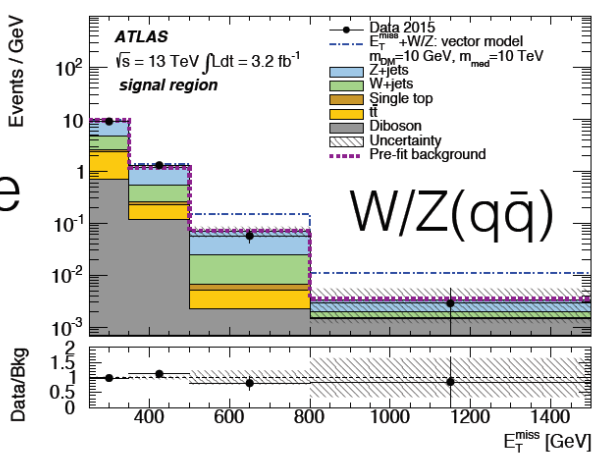 ATLAS
√s = 13 TeV ∫Ldt = 3.2 fb⁻¹
signal region
Data 2015
E_T^miss+W/Z: vector model
m_DM=10 GeV, m_med=10 TeV
Z+jets
W+jets
Single top
tt̄
Diboson
Uncertainty
Pre-fit background
W/Z(qq̄)
e
Events / GeV
10²
10
1
10⁻¹
10⁻²
10⁻³
Data/Bkg
2
1.5
1
0.5
0
400 600 800 1000 1200 1400
E_T^miss [GeV]